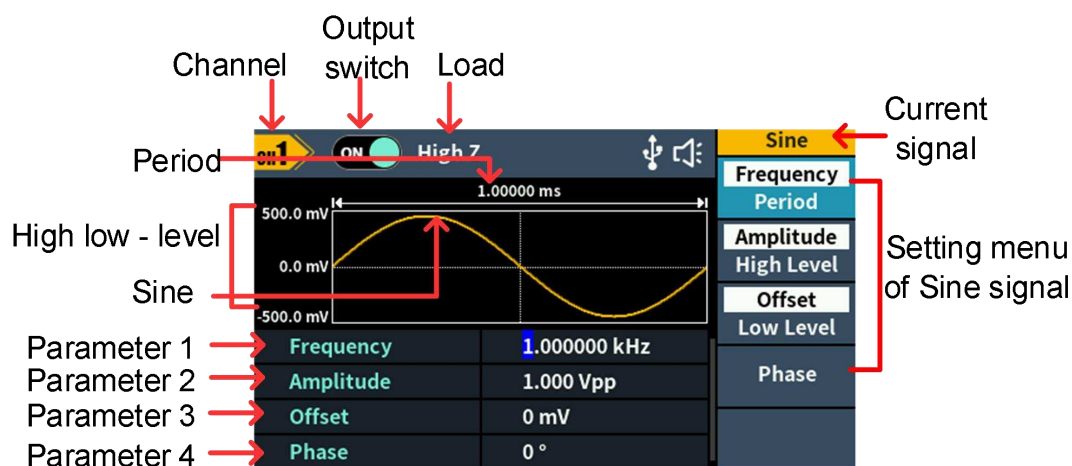 Output
switch
Channel
Load
Current
signal
CH1
ON
High Z
Sine
Period
1.00000 ms
Frequency
Period
500.0 mV
High low - level
0.0 mV
Amplitude
High Level
Setting menu
of Sine signal
Sine
-500.0 mV
Offset
Low Level
Parameter 1
Frequency
1.000000 kHz
Parameter 2
Amplitude
1.000 Vpp
Phase
Parameter 3
Offset
0 mV
Parameter 4
Phase
0 °